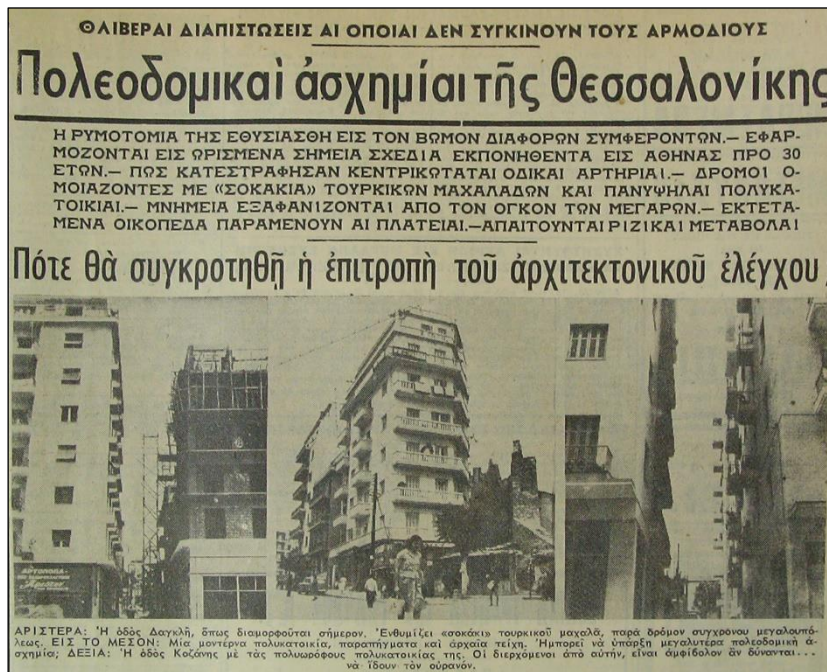 ΘΛΙΒΕΡΑΙ ΔΙΑΠΙΣΤΩΣΕΙΣ ΑΙ ΟΠΟΙΑΙ ΔΕΝ ΣΥΓΚΙΝΟΥΝ ΤΟΥΣ ΑΡΜΟΔΙΟΥΣ
Πολεοδομικαὶ ἀσχημίαι τῆς Θεσσαλονίκης
Η ΡΥΜΟΤΟΜΙΑ ΤΗΣ ΕΘΥΣΙΑΣΘΗ ΕΙΣ ΤΟΝ ΒΩΜΟΝ ΔΙΑΦΟΡΩΝ ΣΥΜΦΕΡΟΝΤΩΝ.— ΕΦΑΡ-
ΜΟΖΟΝΤΑΙ ΕΙΣ ΩΡΙΣΜΕΝΑ ΣΗΜΕΙΑ ΣΧΕΔΙΑ ΕΚΠΟΝΗΘΕΝΤΑ ΕΙΣ ΑΘΗΝΑΣ ΠΡΟ 30
ΕΤΩΝ.— ΠΩΣ ΚΑΤΕΣΤΡΑΦΗΣΑΝ ΚΕΝΤΡΙΚΩΤΑΤΑΙ ΟΔΙΚΑΙ ΑΡΤΗΡΙΑΙ.— ΔΡΟΜΟΙ Ο-
ΜΟΙΑΖΟΝΤΕΣ ΜΕ «ΣΟΚΑΚΙΑ» ΤΟΥΡΚΙΚΩΝ ΜΑΧΑΛΑΔΩΝ ΚΑΙ ΠΑΝΥΨΗΛΑΙ ΠΟΛΥΚΑ-
ΤΟΙΚΙΑΙ.— ΜΝΗΜΕΙΑ ΕΞΑΦΑΝΙΖΟΝΤΑΙ ΑΠΟ ΤΟΝ ΟΓΚΟΝ ΤΩΝ ΜΕΓΑΡΩΝ.— ΕΚΤΕΤΑ-
ΜΕΝΑ ΟΙΚΟΠΕΔΑ ΠΑΡΑΜΕΝΟΥΝ ΑΙ ΠΛΑΤΕΙΑΙ.—ΑΠΑΙΤΟΥΝΤΑΙ ΡΙΖΙΚΑΙ ΜΕΤΑΒΟΛΑΙ
Πότε θὰ συγκροτηθῇ ἡ ἐπιτροπὴ τοῦ ἀρχιτεκτονικοῦ ἐλέγχου
ΑΡΙΣΤΕΡΑ: Ἡ ὁδὸς Δαγκλῆ, ὅπως διαμορφοῦται σήμερον. Ἐνθυμίζει «σοκάκι» τουρκικοῦ μαχαλᾶ, παρὰ δρόμον συγχρόνου μεγαλουπό-
λεως. ΕΙΣ ΤΟ ΜΕΣΟΝ: Μία μοντέρνα πολυκατοικία, παραπήγματα καὶ ἀρχαῖα τείχη. Ἠμπορεῖ νὰ ὑπάρξῃ μεγαλυτέρα πολεοδομικὴ ἀ-
σχημία; ΔΕΞΙΑ: Ἡ ὁδὸς Κοζάνης μὲ τὰς πολυωρόφους πολυκατοικίας της. Οἱ διερχόμενοι ἀπὸ αὐτήν, εἶναι ἀμφίβολον ἂν δύνανται...
νὰ ἴδουν τὸν οὐρανόν.